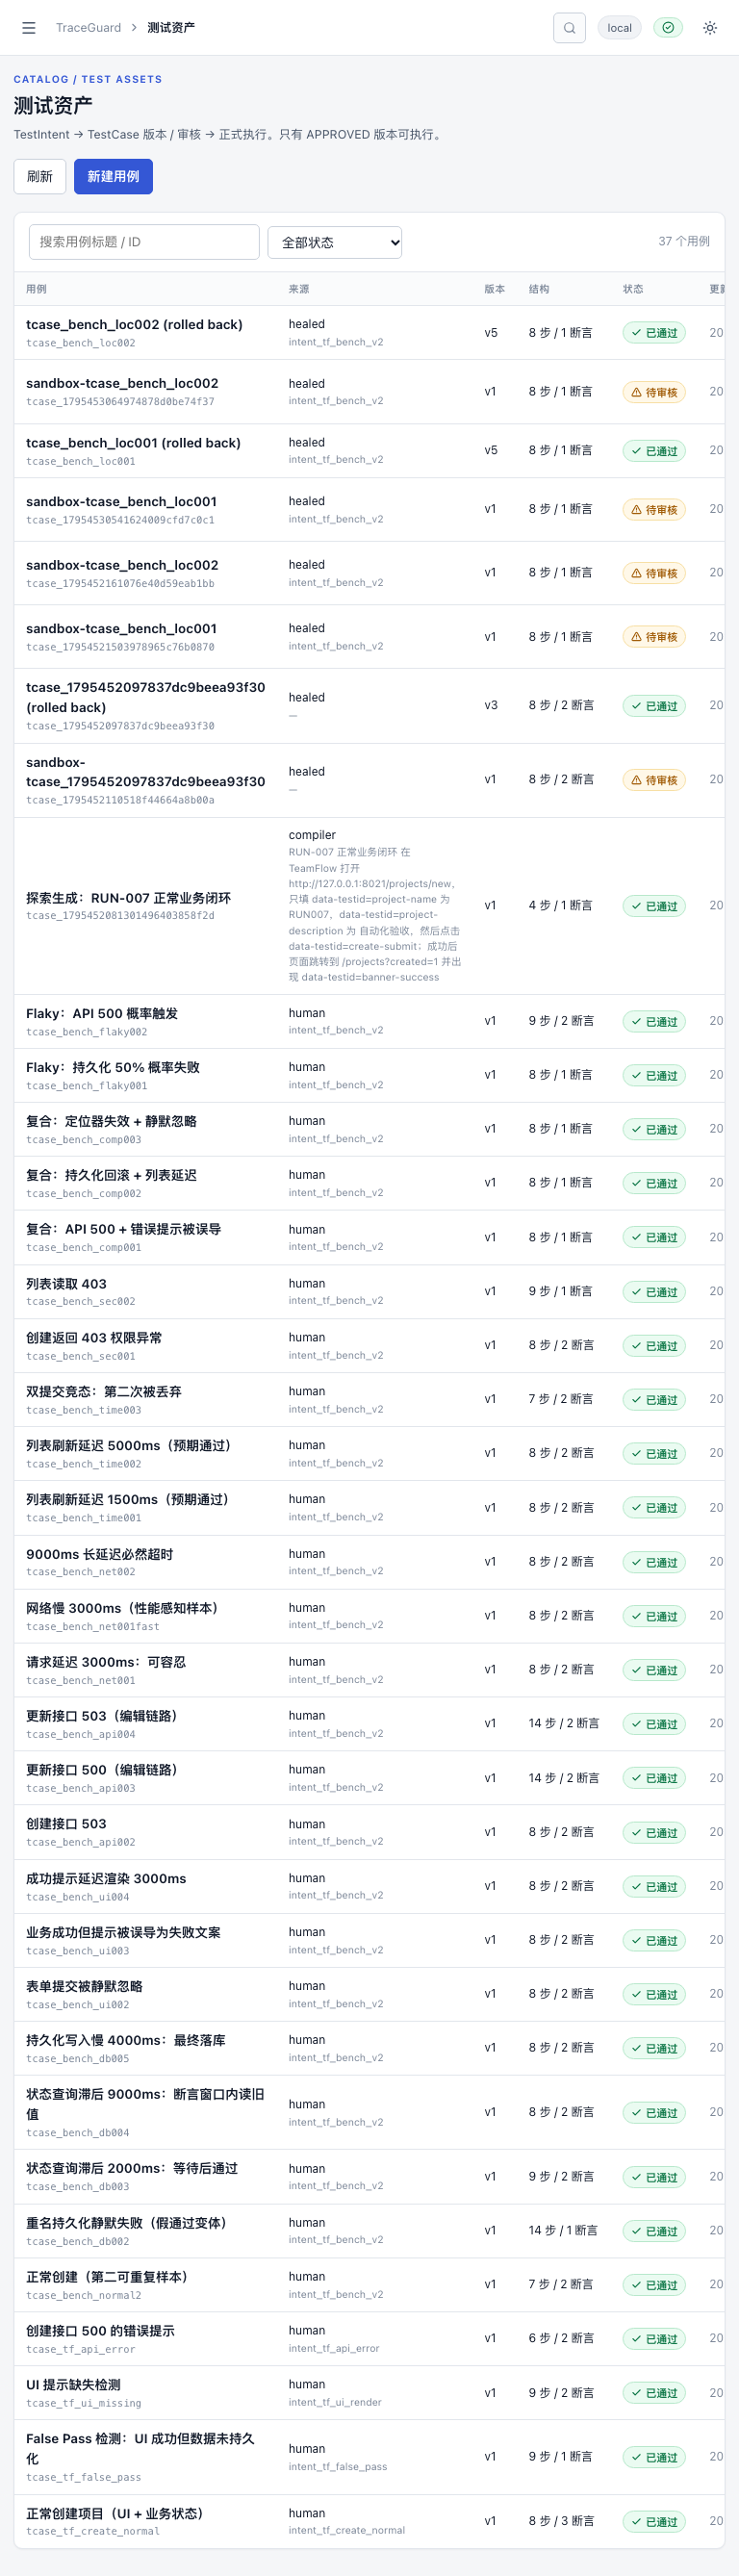 TraceGuard > 测试资产
local
CATALOG / TEST ASSETS
测试资产
TestIntent → TestCase 版本 / 审核 → 正式执行。只有 APPROVED 版本可执行。
刷新 新建用例
搜索用例标题 / ID 全部状态 37 个用例
用例 来源 版本 结构 状态
tcase_bench_loc002 (rolled back) healed v5 8 步 / 1 断言 已通过 20
tcase_bench_loc002 intent_tf_bench_v2
sandbox-tcase_bench_loc002 healed v1 8 步 / 1 断言 待审核 20
tcase_1795453064974878d0be74f37 intent_tf_bench_v2
tcase_bench_loc001 (rolled back) healed v5 8 步 / 1 断言 已通过 20
tcase_bench_loc001 intent_tf_bench_v2
sandbox-tcase_bench_loc001 healed v1 8 步 / 1 断言 待审核 20
tcase_17954530541624009cfd7c0c1 intent_tf_bench_v2
sandbox-tcase_bench_loc002 healed v1 8 步 / 1 断言 待审核 20
tcase_1795452161076e40d59eab1bb intent_tf_bench_v2
sandbox-tcase_bench_loc001 healed v1 8 步 / 1 断言 待审核 20
tcase_17954521503978965c76b0870 intent_tf_bench_v2
tcase_1795452097837dc9beea93f30
(rolled back) healed v3 8 步 / 2 断言 已通过 20
tcase_1795452097837dc9beea93f30 —
sandbox-
tcase_1795452097837dc9beea93f30 healed v1 8 步 / 2 断言 待审核 20
tcase_1795452110518f44664a8b00a —
探索生成：RUN-007 正常业务闭环 compiler v1 4 步 / 1 断言 已通过 20
tcase_1795452081301496403858f2d
RUN-007 正常业务闭环 在
TeamFlow 打开
http://127.0.0.1:8021/projects/new，
只填 data-testid=project-name 为
RUN007，data-testid=project-
description 为 自动化验收，然后点击
data-testid=create-submit；成功后
页面跳转到 /projects?created=1 并出
现 data-testid=banner-success
Flaky：API 500 概率触发 human v1 9 步 / 2 断言 已通过 20
tcase_bench_flaky002 intent_tf_bench_v2
Flaky：持久化 50% 概率失败 human v1 8 步 / 1 断言 已通过 20
tcase_bench_flaky001 intent_tf_bench_v2
复合：定位器失效 + 静默忽略 human v1 8 步 / 1 断言 已通过 20
tcase_bench_comp003 intent_tf_bench_v2
复合：持久化回滚 + 列表延迟 human v1 8 步 / 1 断言 已通过 20
tcase_bench_comp002 intent_tf_bench_v2
复合：API 500 + 错误提示被误导 human v1 8 步 / 1 断言 已通过 20
tcase_bench_comp001 intent_tf_bench_v2
列表读取 403 human v1 9 步 / 1 断言 已通过 20
tcase_bench_sec002 intent_tf_bench_v2
创建返回 403 权限异常 human v1 8 步 / 2 断言 已通过 20
tcase_bench_sec001 intent_tf_bench_v2
双提交竞态：第二次被丢弃 human v1 7 步 / 2 断言 已通过 20
tcase_bench_time003 intent_tf_bench_v2
列表刷新延迟 5000ms（预期通过） human v1 8 步 / 2 断言 已通过 20
tcase_bench_time002 intent_tf_bench_v2
列表刷新延迟 1500ms（预期通过） human v1 8 步 / 2 断言 已通过 20
tcase_bench_time001 intent_tf_bench_v2
9000ms 长延迟必然超时 human v1 8 步 / 2 断言 已通过 20
tcase_bench_net002 intent_tf_bench_v2
网络慢 3000ms（性能感知样本） human v1 8 步 / 2 断言 已通过 20
tcase_bench_net001fast intent_tf_bench_v2
请求延迟 3000ms：可容忍 human v1 8 步 / 2 断言 已通过 20
tcase_bench_net001 intent_tf_bench_v2
更新接口 503（编辑链路） human v1 14 步 / 2 断言 已通过 20
tcase_bench_api004 intent_tf_bench_v2
更新接口 500（编辑链路） human v1 14 步 / 2 断言 已通过 20
tcase_bench_api003 intent_tf_bench_v2
创建接口 503 human v1 8 步 / 2 断言 已通过 20
tcase_bench_api002 intent_tf_bench_v2
成功提示延迟渲染 3000ms human v1 8 步 / 2 断言 已通过 20
tcase_bench_ui004 intent_tf_bench_v2
业务成功但提示被误导为失败文案 human v1 8 步 / 2 断言 已通过 20
tcase_bench_ui003 intent_tf_bench_v2
表单提交被静默忽略 human v1 8 步 / 2 断言 已通过 20
tcase_bench_ui002 intent_tf_bench_v2
持久化写入慢 4000ms：最终落库 human v1 8 步 / 2 断言 已通过 20
tcase_bench_db005 intent_tf_bench_v2
状态查询滞后 9000ms：断言窗口内读旧
值 human v1 8 步 / 2 断言 已通过 20
tcase_bench_db004 intent_tf_bench_v2
状态查询滞后 2000ms：等待后通过 human v1 9 步 / 2 断言 已通过 20
tcase_bench_db003 intent_tf_bench_v2
重名持久化静默失败（假通过变体） human v1 14 步 / 1 断言 已通过 20
tcase_bench_db002 intent_tf_bench_v2
正常创建（第二可重复样本） human v1 7 步 / 2 断言 已通过 20
tcase_bench_normal2 intent_tf_bench_v2
创建接口 500 的错误提示 human v1 6 步 / 2 断言 已通过 20
tcase_tf_api_error intent_tf_api_error
UI 提示缺失检测 human v1 9 步 / 2 断言 已通过 20
tcase_tf_ui_missing intent_tf_ui_render
False Pass 检测：UI 成功但数据未持久
化 human v1 9 步 / 1 断言 已通过 20
tcase_tf_false_pass intent_tf_false_pass
正常创建项目（UI + 业务状态） human v1 8 步 / 3 断言 已通过 20
tcase_tf_create_normal intent_tf_create_normal